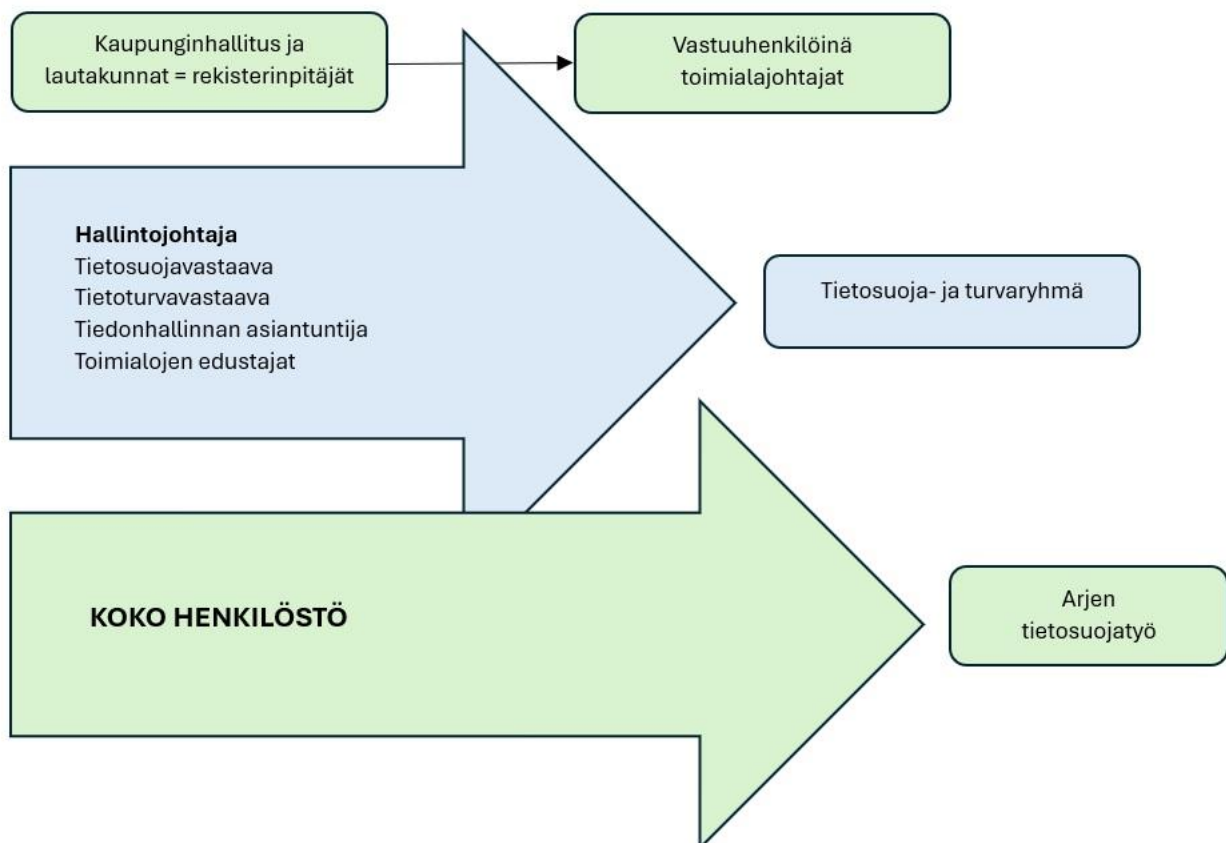 Kaupunginhallitus ja
lautakunnat = rekisterinpitäjät
Vastuuhenkilöinä
toimialajohtajat
Hallintojohtaja
Tietosuojavastaava
Tietoturvavastaava
Tiedonhallinnan asiantuntija
Toimialojen edustajat
Tietosuoja- ja turvaryhmä
KOKO HENKILÖSTÖ
Arjen
tietosuojatyö